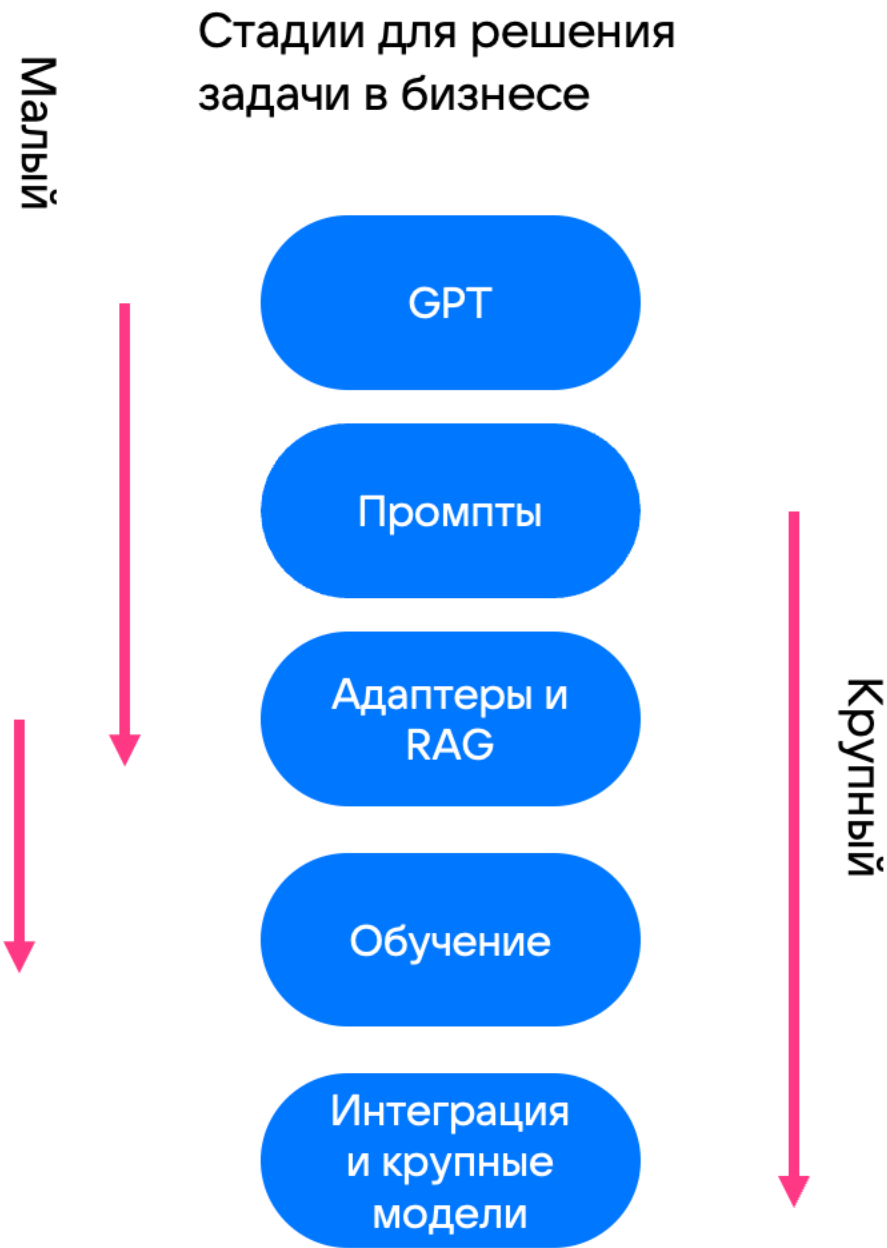 Стадии для решения
задачи в бизнесе
Малый
GPT
Промпты
Адаптеры и
RAG
Крупный
Обучение
Интеграция
и крупные
модели